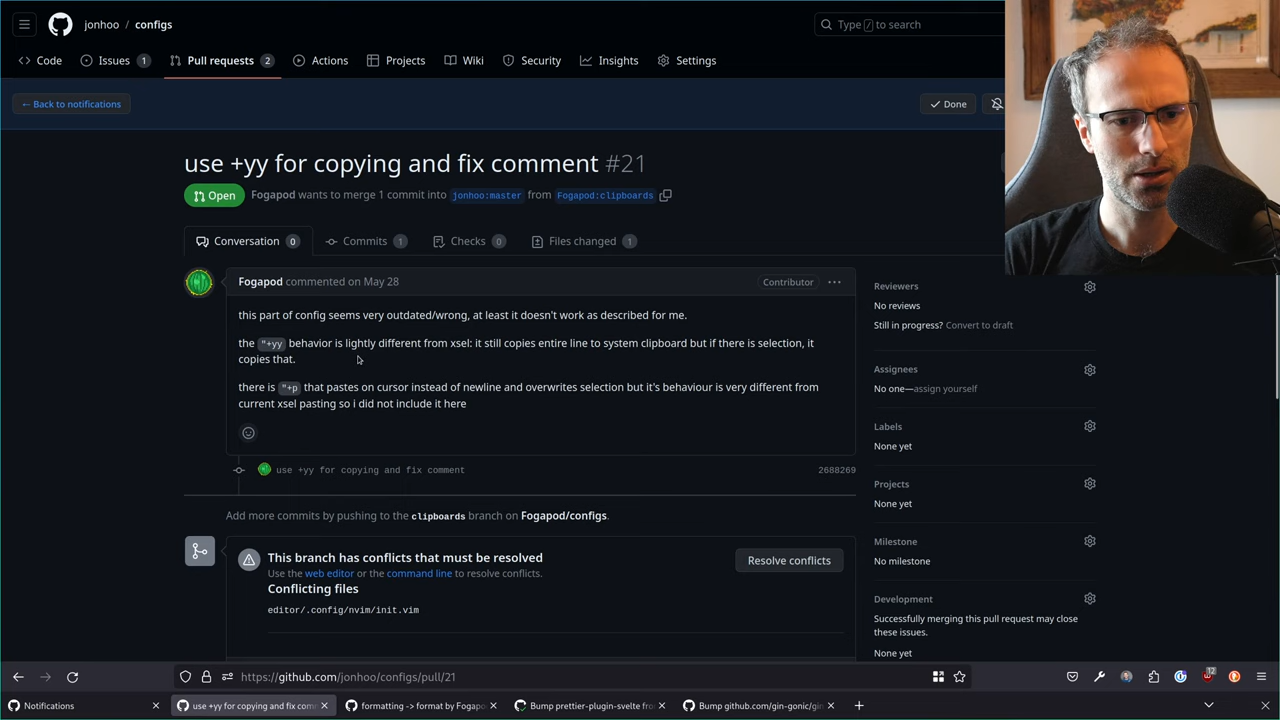 jonhoo / configs
Type / to search
Code
Issues 1
Pull requests 2
Actions
Projects
Wiki
Security
Insights
Settings
← Back to notifications
Done
use +yy for copying and fix comment #21
Open
Fogapod wants to merge 1 commit into jonhoo:master from Fogapod:clipboards
Conversation 0
Commits 1
Checks 0
Files changed 1
Fogapod commented on May 28
Contributor
this part of config seems very outdated/wrong, at least it doesn't work as described for me.
the "+yy behavior is lightly different from xsel: it still copies entire line to system clipboard but if there is selection, it
copies that.
there is "+p that pastes on cursor instead of newline and overwrites selection but it's behaviour is very different from
current xsel pasting so i did not include it here
use +yy for copying and fix comment
2688269
Add more commits by pushing to the clipboards branch on Fogapod/configs.
This branch has conflicts that must be resolved
Use the web editor or the command line to resolve conflicts.
Resolve conflicts
Conflicting files
editor/.config/nvim/init.vim
Reviewers
No reviews
Still in progress? Convert to draft
Assignees
No one—assign yourself
Labels
None yet
Projects
None yet
Milestone
No milestone
Development
Successfully merging this pull request may close
these issues.
None yet
https://github.com/jonhoo/configs/pull/21
12
Notifications
use +yy for copying and fix comm
formatting -> format by Fogapo
Bump prettier-plugin-svelte fro
Bump github.com/gin-gonic/gin